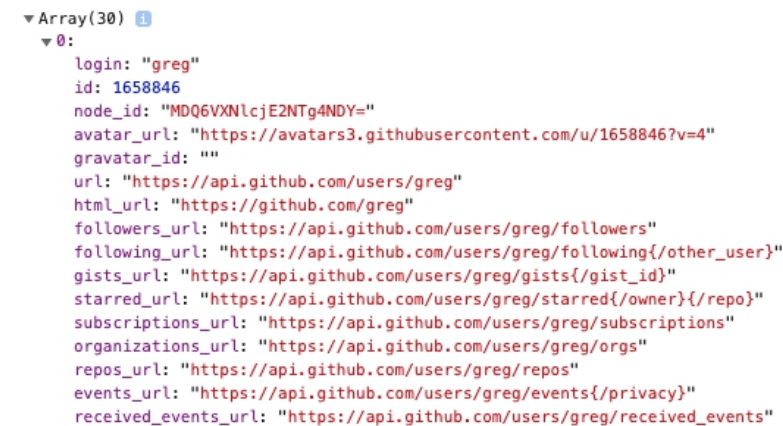 ▼Array(30) i
▼0:
login: "greg"
id: 1658846
node_id: "MDQ6VXNlcjE2NTg4NDY="
avatar_url: "https://avatars3.githubusercontent.com/u/1658846?v=4"
gravatar_id: ""
url: "https://api.github.com/users/greg"
html_url: "https://github.com/greg"
followers_url: "https://api.github.com/users/greg/followers"
following_url: "https://api.github.com/users/greg/following{/other_user}"
gists_url: "https://api.github.com/users/greg/gists{/gist_id}"
starred_url: "https://api.github.com/users/greg/starred{/owner}{/repo}"
subscriptions_url: "https://api.github.com/users/greg/subscriptions"
organizations_url: "https://api.github.com/users/greg/orgs"
repos_url: "https://api.github.com/users/greg/repos"
events_url: "https://api.github.com/users/greg/events{/privacy}"
received_events_url: "https://api.github.com/users/greg/received_events"